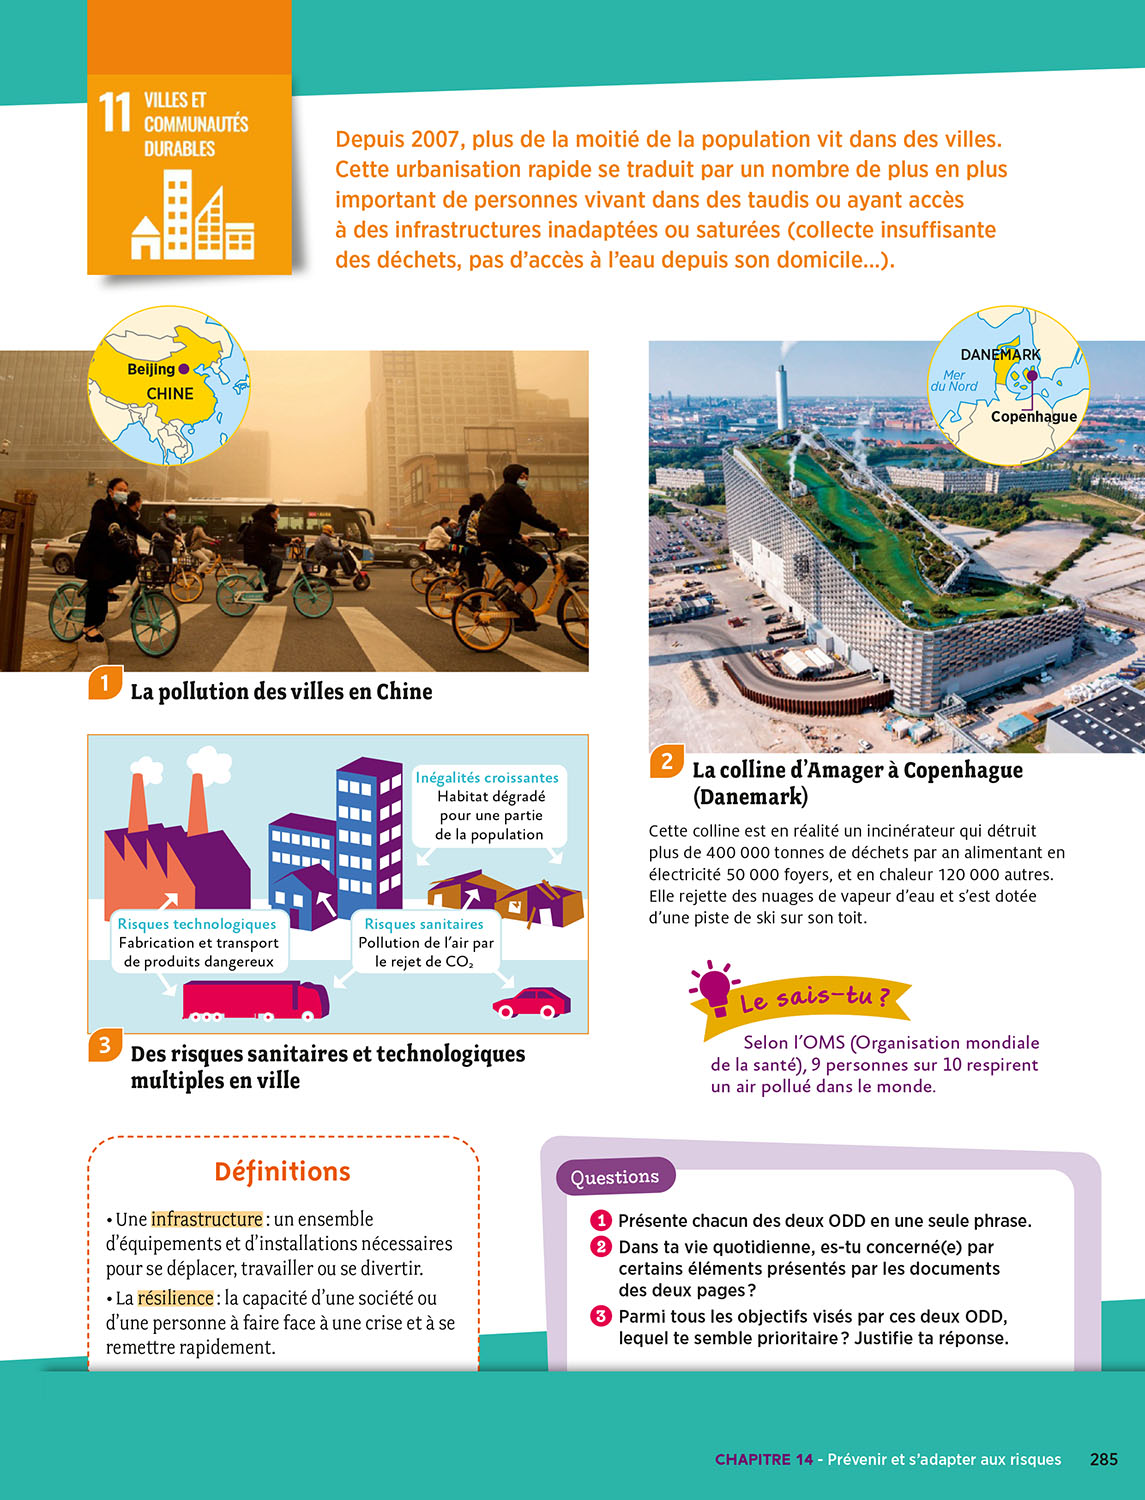 11 VILLES ET
COMMUNAUTÉS
DURABLES
Depuis 2007, plus de la moitié de la population vit dans des villes.
Cette urbanisation rapide se traduit par un nombre de plus en plus
important de personnes vivant dans des taudis ou ayant accès
à des infrastructures inadaptées ou saturées (collecte insuffisante
des déchets, pas d'accès à l'eau depuis son domicile...).
Beijing
CHINE
1 La pollution des villes en Chine
DANEMARK
Mer
du Nord
Copenhague
2 La colline d'Amager à Copenhague
(Danemark)
Cette colline est en réalité un incinérateur qui détruit
plus de 400 000 tonnes de déchets par an alimentant en
électricité 50 000 foyers, et en chaleur 120 000 autres.
Elle rejette des nuages de vapeur d'eau et s'est dotée
d'une piste de ski sur son toit.
Inégalités croissantes
Habitat dégradé
pour une partie
de la population
Risques technologiques
Fabrication et transport
de produits dangereux
Risques sanitaires
Pollution de l'air par
le rejet de CO₂
3 Des risques sanitaires et technologiques
multiples en ville
Le sais-tu ?
Selon l'OMS (Organisation mondiale
de la santé), 9 personnes sur 10 respirent
un air pollué dans le monde.
Définitions
• Une infrastructure : un ensemble
d'équipements et d'installations nécessaires
pour se déplacer, travailler ou se divertir.
• La résilience : la capacité d'une société ou
d'une personne à faire face à une crise et à se
remettre rapidement.
Questions
1 Présente chacun des deux ODD en une seule phrase.
2 Dans ta vie quotidienne, es-tu concerné(e) par
certains éléments présentés par les documents
des deux pages ?
3 Parmi tous les objectifs visés par ces deux ODD,
lequel te semble prioritaire ? Justifie ta réponse.
CHAPITRE 14 - Prévenir et s'adapter aux risques 285